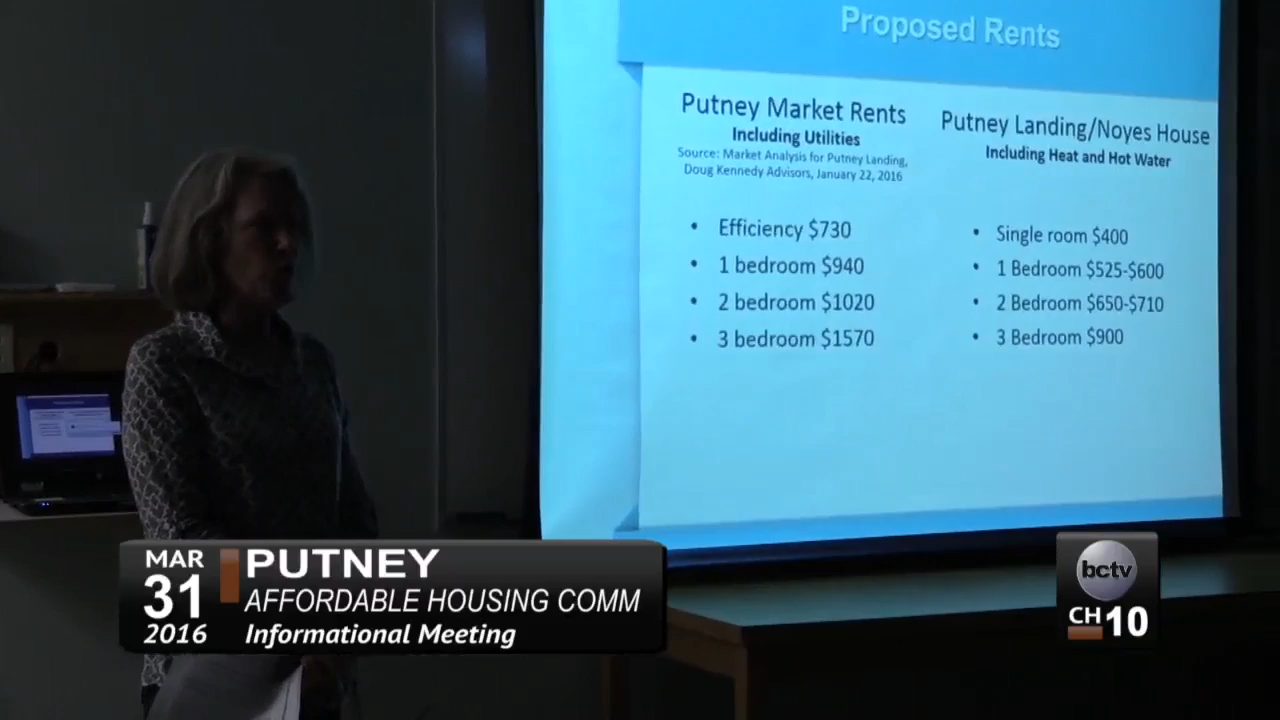 Proposed Rents
Putney Market Rents
Including Utilities
Source: Market Analysis for Putney Landing,
Doug Kennedy Advisors, January 22, 2016
• Efficiency $730
• 1 bedroom $940
• 2 bedroom $1020
• 3 bedroom $1570
Putney Landing/Noyes House
Including Heat and Hot Water
• Single room $400
• 1 Bedroom $525-$600
• 2 Bedroom $650-$710
• 3 Bedroom $900
MAR
31
2016
PUTNEY
AFFORDABLE HOUSING COMM
Informational Meeting
bctv
CH 10